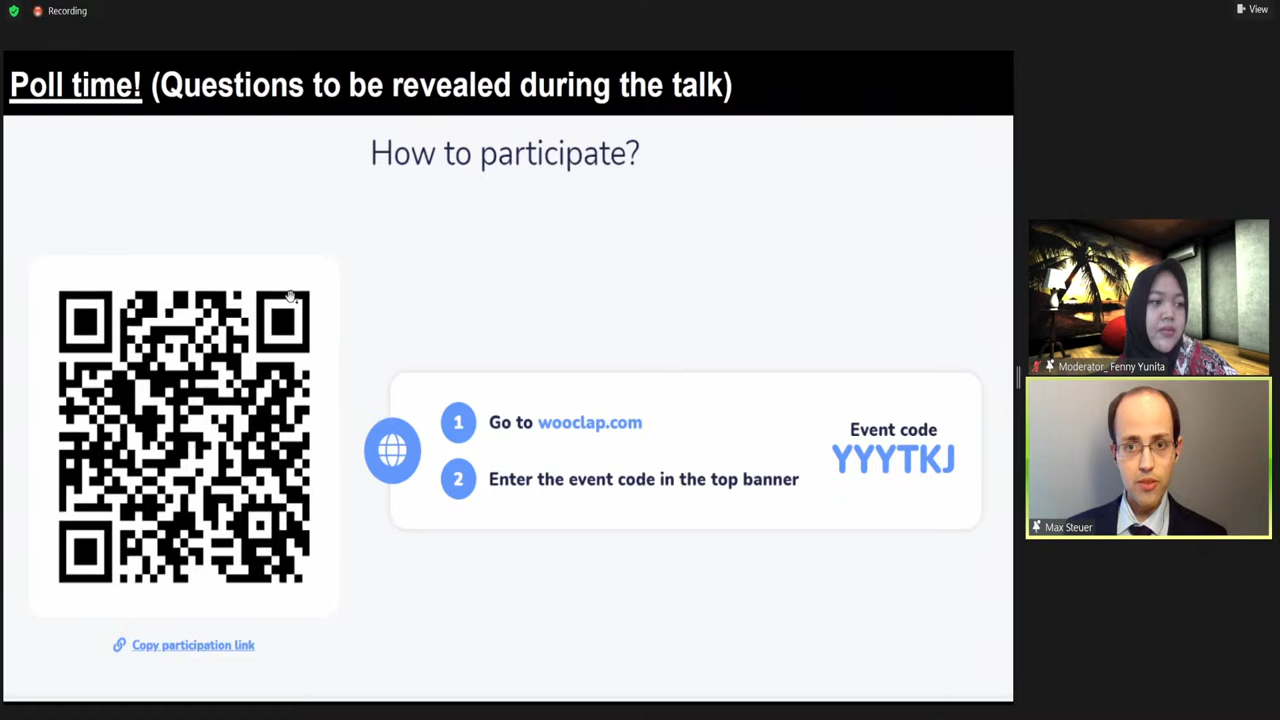 Recording
View
Poll time! (Questions to be revealed during the talk)
How to participate?
1 Go to wooclap.com
2 Enter the event code in the top banner
Event code
YYYTKJ
Copy participation link
Moderator_ Fenny Yunita
Max Steuer